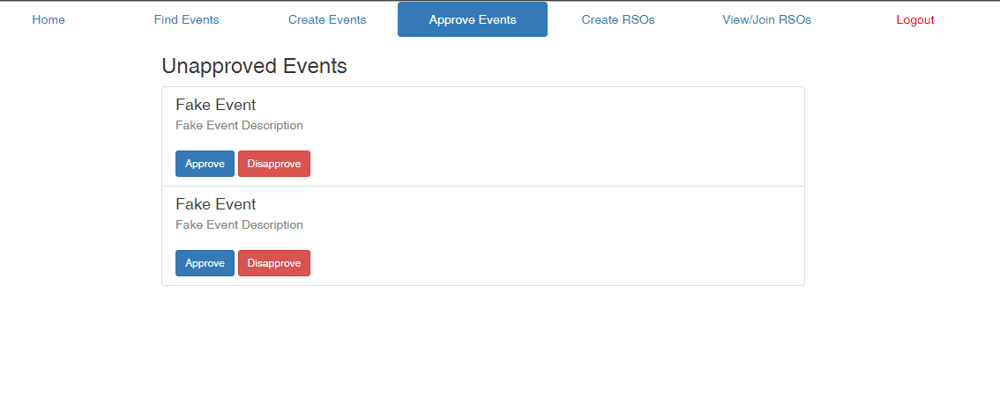 Home Find Events Create Events Approve Events Create RSOs View/Join RSOs Logout
Unapproved Events
Fake Event
Fake Event Description
Approve Disapprove
Fake Event
Fake Event Description
Approve Disapprove